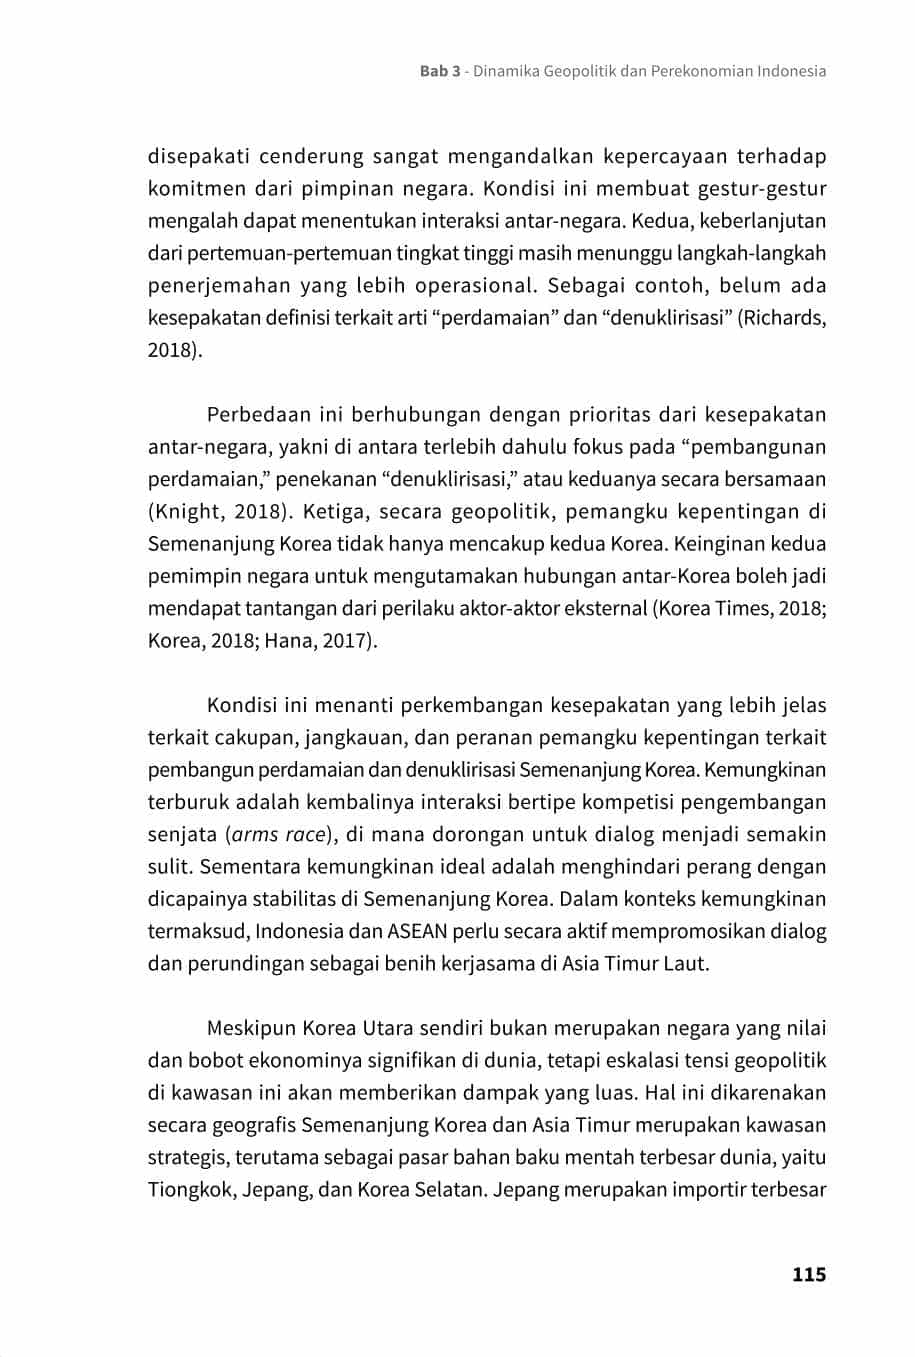 Bab 3 - Dinamika Geopolitik dan Perekonomian Indonesia
disepakati cenderung sangat mengandalkan kepercayaan terhadap
komitmen dari pimpinan negara. Kondisi ini membuat gestur-gestur
mengalah dapat menentukan interaksi antar-negara. Kedua, keberlanjutan
dari pertemuan-pertemuan tingkat tinggi masih menunggu langkah-langkah
penerjemahan yang lebih operasional. Sebagai contoh, belum ada
kesepakatan definisi terkait arti “perdamaian” dan “denuklirisasi” (Richards,
2018).
Perbedaan ini berhubungan dengan prioritas dari kesepakatan
antar-negara, yakni di antara terlebih dahulu fokus pada “pembangunan
perdamaian,” penekanan “denuklirisasi,” atau keduanya secara bersamaan
(Knight, 2018). Ketiga, secara geopolitik, pemangku kepentingan di
Semenanjung Korea tidak hanya mencakup kedua Korea. Keinginan kedua
pemimpin negara untuk mengutamakan hubungan antar-Korea boleh jadi
mendapat tantangan dari perilaku aktor-aktor eksternal (Korea Times, 2018;
Korea, 2018; Hana, 2017).
Kondisi ini menanti perkembangan kesepakatan yang lebih jelas
terkait cakupan, jangkauan, dan peranan pemangku kepentingan terkait
pembangun perdamaian dan denuklirisasi Semenanjung Korea. Kemungkinan
terburuk adalah kembalinya interaksi bertipe kompetisi pengembangan
senjata (arms race), di mana dorongan untuk dialog menjadi semakin
sulit. Sementara kemungkinan ideal adalah menghindari perang dengan
dicapainya stabilitas di Semenanjung Korea. Dalam konteks kemungkinan
termaksud, Indonesia dan ASEAN perlu secara aktif mempromosikan dialog
dan perundingan sebagai benih kerjasama di Asia Timur Laut.
Meskipun Korea Utara sendiri bukan merupakan negara yang nilai
dan bobot ekonominya signifikan di dunia, tetapi eskalasi tensi geopolitik
di kawasan ini akan memberikan dampak yang luas. Hal ini dikarenakan
secara geografis Semenanjung Korea dan Asia Timur merupakan kawasan
strategis, terutama sebagai pasar bahan baku mentah terbesar dunia, yaitu
Tiongkok, Jepang, dan Korea Selatan. Jepang merupakan importir terbesar
115